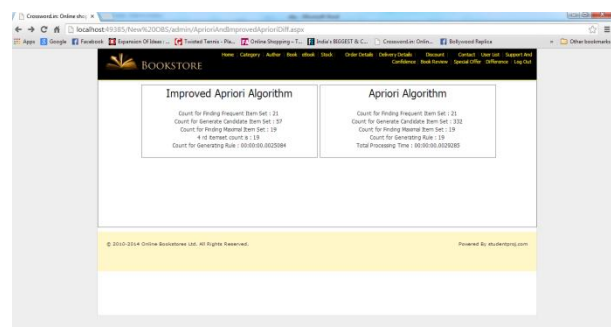 Crossword.in: Online sho
localhost:49385/New%20OBS/admin/AprioriAndImprovedAprioriDiff.aspx
Apps Google Facebook Expansion Of Ideas : ... Twisted Tennis - Pla... Online Shopping - T... India's BIGGEST & C... Crossword.in: Onlin... Bollywood Replica Other bookmarks
BOOKSTORE
Home Category Author Book eBook Stock Order Details Delivery Details Discount Contact User List Support And
Confidence Book Review Special Offer Difference Log Out
Improved Apriori Algorithm
Count for Finding Frequent Item Set : 21
Count for Generate Candidate Item Set : 57
Count for Finding Maximal Item Set : 19
4 rd itemset count is : 19
Count for Generating Rule : 00:00:00.0025084
Apriori Algorithm
Count for Finding Frequent Item Set : 21
Count for Generate Candidate Item Set : 332
Count for Finding Maximal Item Set : 19
Count for Generating Rule : 19
Total Processing Time : 00:00:00.0029285
© 2010-2014 Online Bookstores Ltd. All Rights Reserved.
Powered By studentproj.com